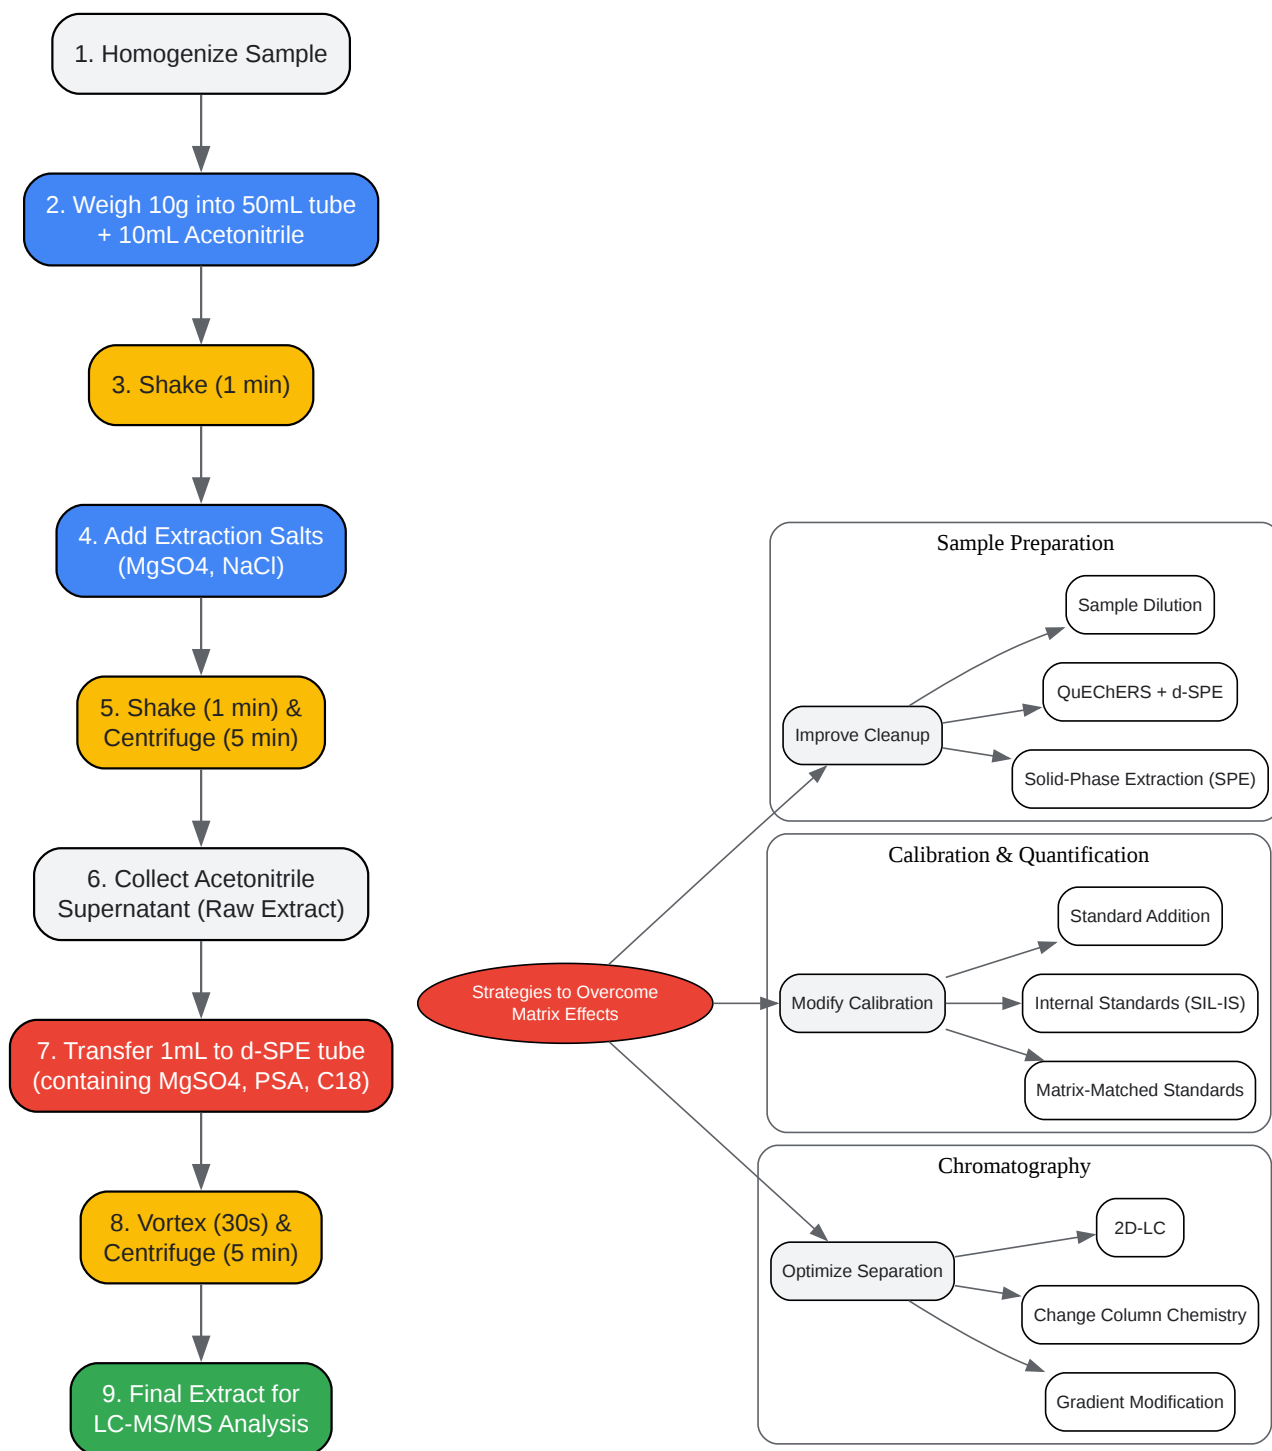 1. Homogenize Sample
2. Weigh 10g into 50mL tube
+ 10mL Acetonitrile
3. Shake (1 min)
4. Add Extraction Salts
(MgSO4, NaCl)
5. Shake (1 min) &
Centrifuge (5 min)
6. Collect Acetonitrile
Supernatant (Raw Extract)
7. Transfer 1mL to d-SPE tube
(containing MgSO4, PSA, C18)
8. Vortex (30s) &
Centrifuge (5 min)
9. Final Extract for
LC-MS/MS Analysis
Strategies to Overcome
Matrix Effects
Sample Preparation
Improve Cleanup
Sample Dilution
QuEChERS + d-SPE
Solid-Phase Extraction (SPE)
Calibration & Quantification
Modify Calibration
Standard Addition
Internal Standards (SIL-IS)
Matrix-Matched Standards
Chromatography
Optimize Separation
2D-LC
Change Column Chemistry
Gradient Modification